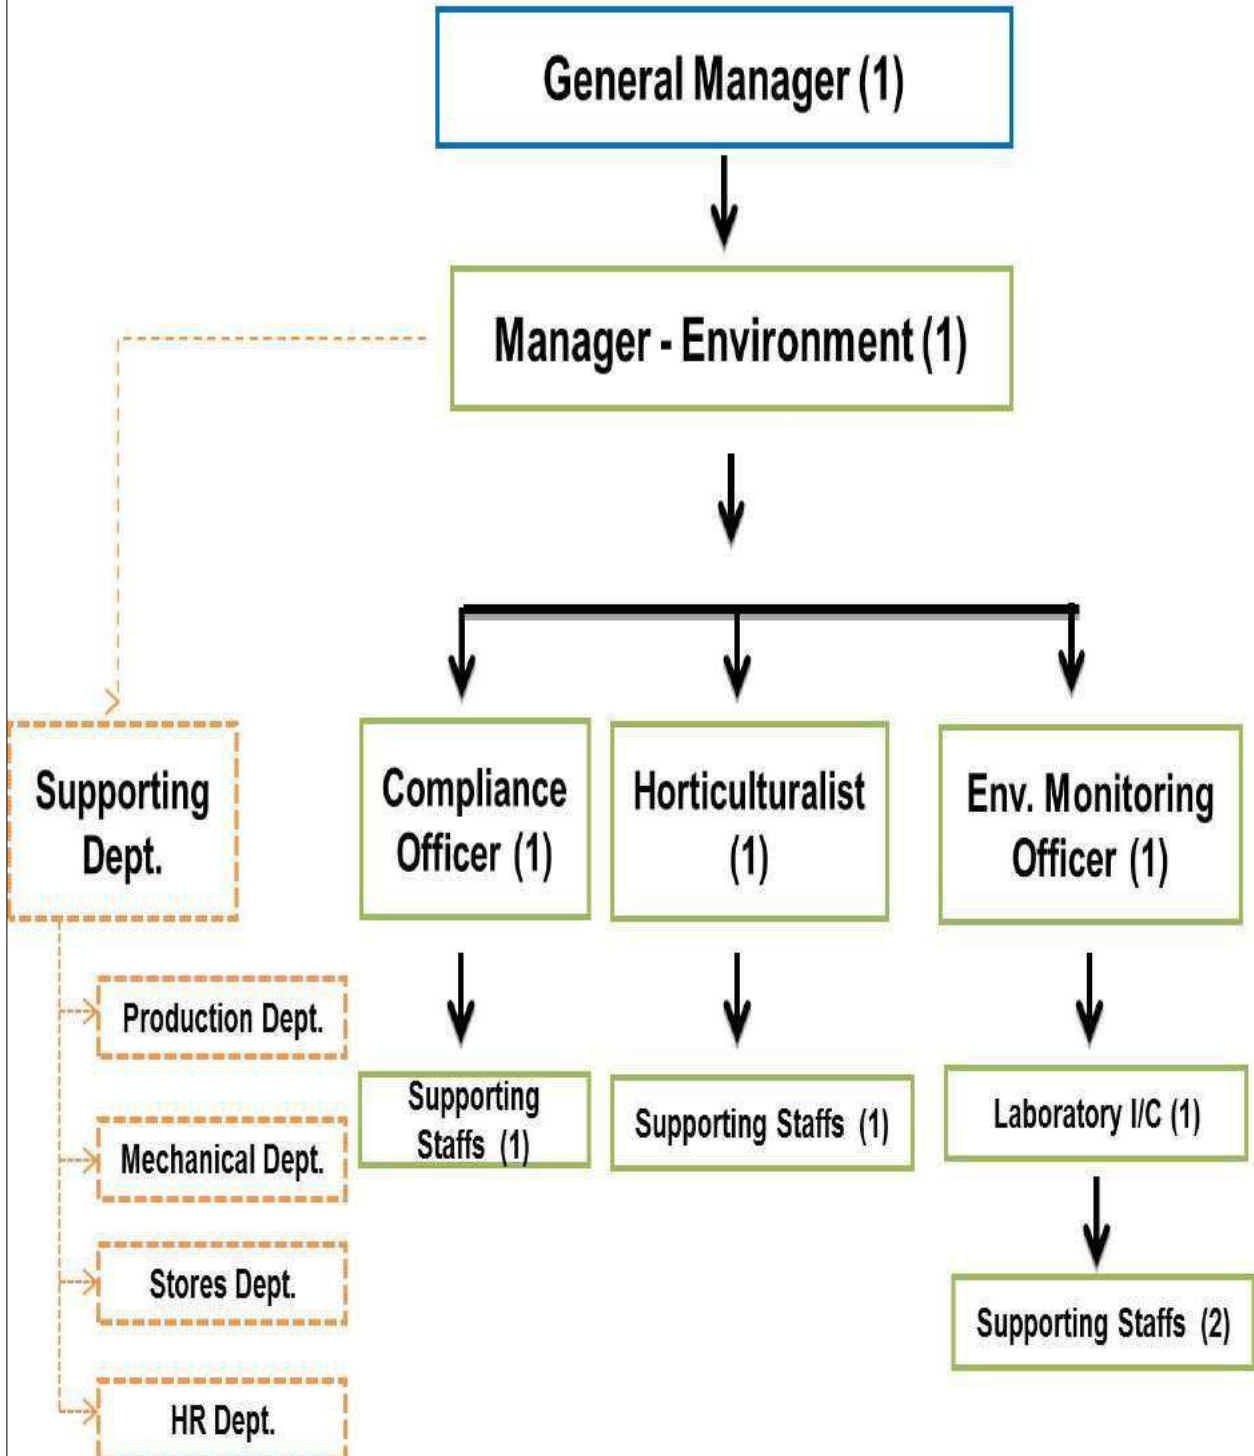 General Manager (1)
Manager - Environment (1)
Supporting
Dept.
Compliance
Officer (1)
Horticulturalist
(1)
Env. Monitoring
Officer (1)
Production Dept.
Mechanical Dept.
Stores Dept.
HR Dept.
Supporting
Staffs (1)
Supporting Staffs (1)
Laboratory I/C (1)
Supporting Staffs (2)